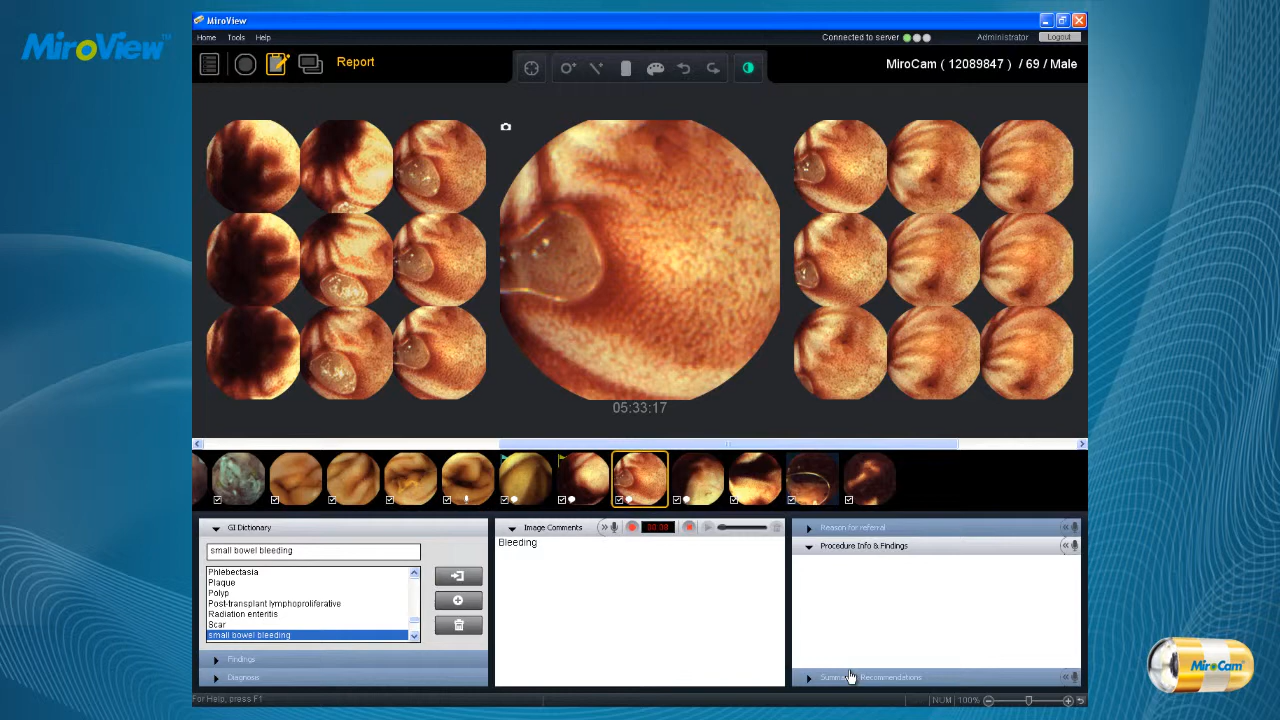 MiroView™
MiroView
Home Tools Help
Connected to server
Administrator
Logout
Report
MiroCam ( 12089847 ) / 69 / Male
05:33:17
GI Dictionary
small bowel bleeding
Phlebectasia
Plaque
Polyp
Post-transplant lymphoproliferative
Radiation enteritis
Scar
small bowel bleeding
Findings
Diagnosis
Image Comments
Bleeding
Reason for referral
Procedure Info & Findings
Recommendations
For Help, press F1
NUM 100%
MiroCam